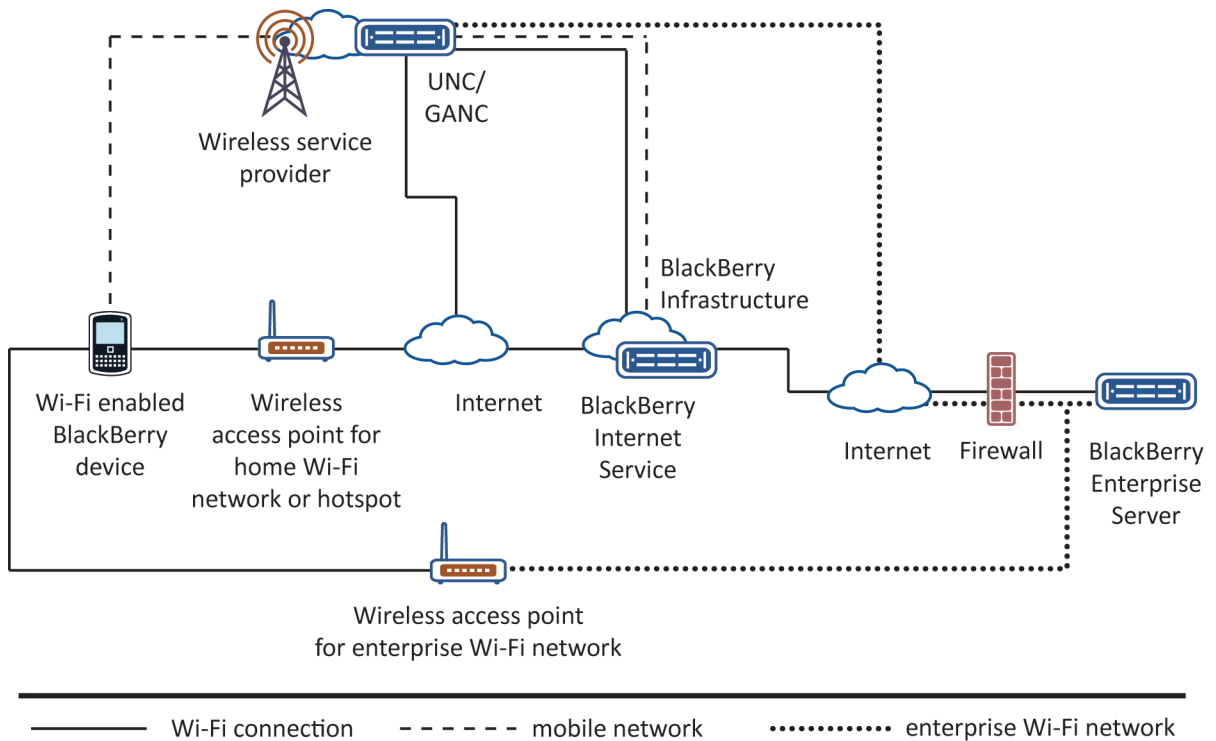 UNC/
GANC
Wireless service
provider
BlackBerry
Infrastructure
Wi-Fi enabled
BlackBerry
device
Wireless
access point for
home Wi-Fi
network or hotspot
Internet
BlackBerry
Internet
Service
Internet
Firewall
BlackBerry
Enterprise
Server
Wireless access point
for enterprise Wi-Fi network
Wi-Fi connection
mobile network
enterprise Wi-Fi network